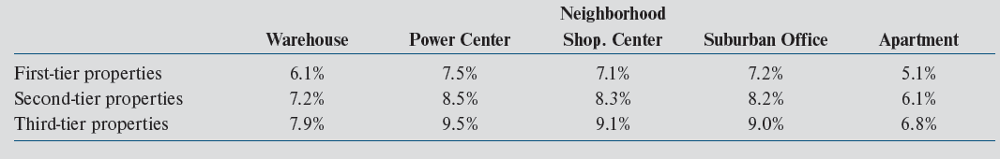 Neighborhood
Warehouse Power Center Shop. Center Suburban Office Apartment
First-tier properties 6.1% 7.5% 7.1% 7.2% 5.1%
Second-tier properties 7.2% 8.5% 8.3% 8.2% 6.1%
Third-tier properties 7.9% 9.5% 9.1% 9.0% 6.8%